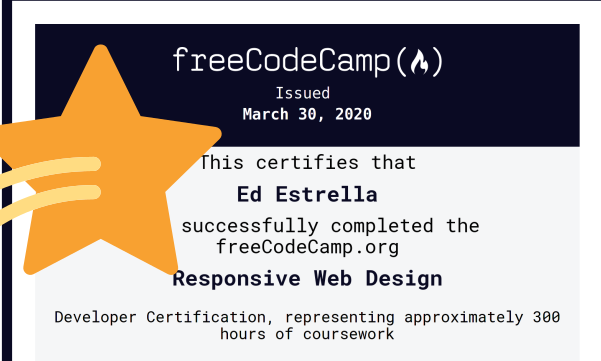 freeCodeCamp(🔥)
Issued
March 30, 2020
This certifies that
Ed Estrella
successfully completed the
freeCodeCamp.org
Responsive Web Design
Developer Certification, representing approximately 300
hours of coursework